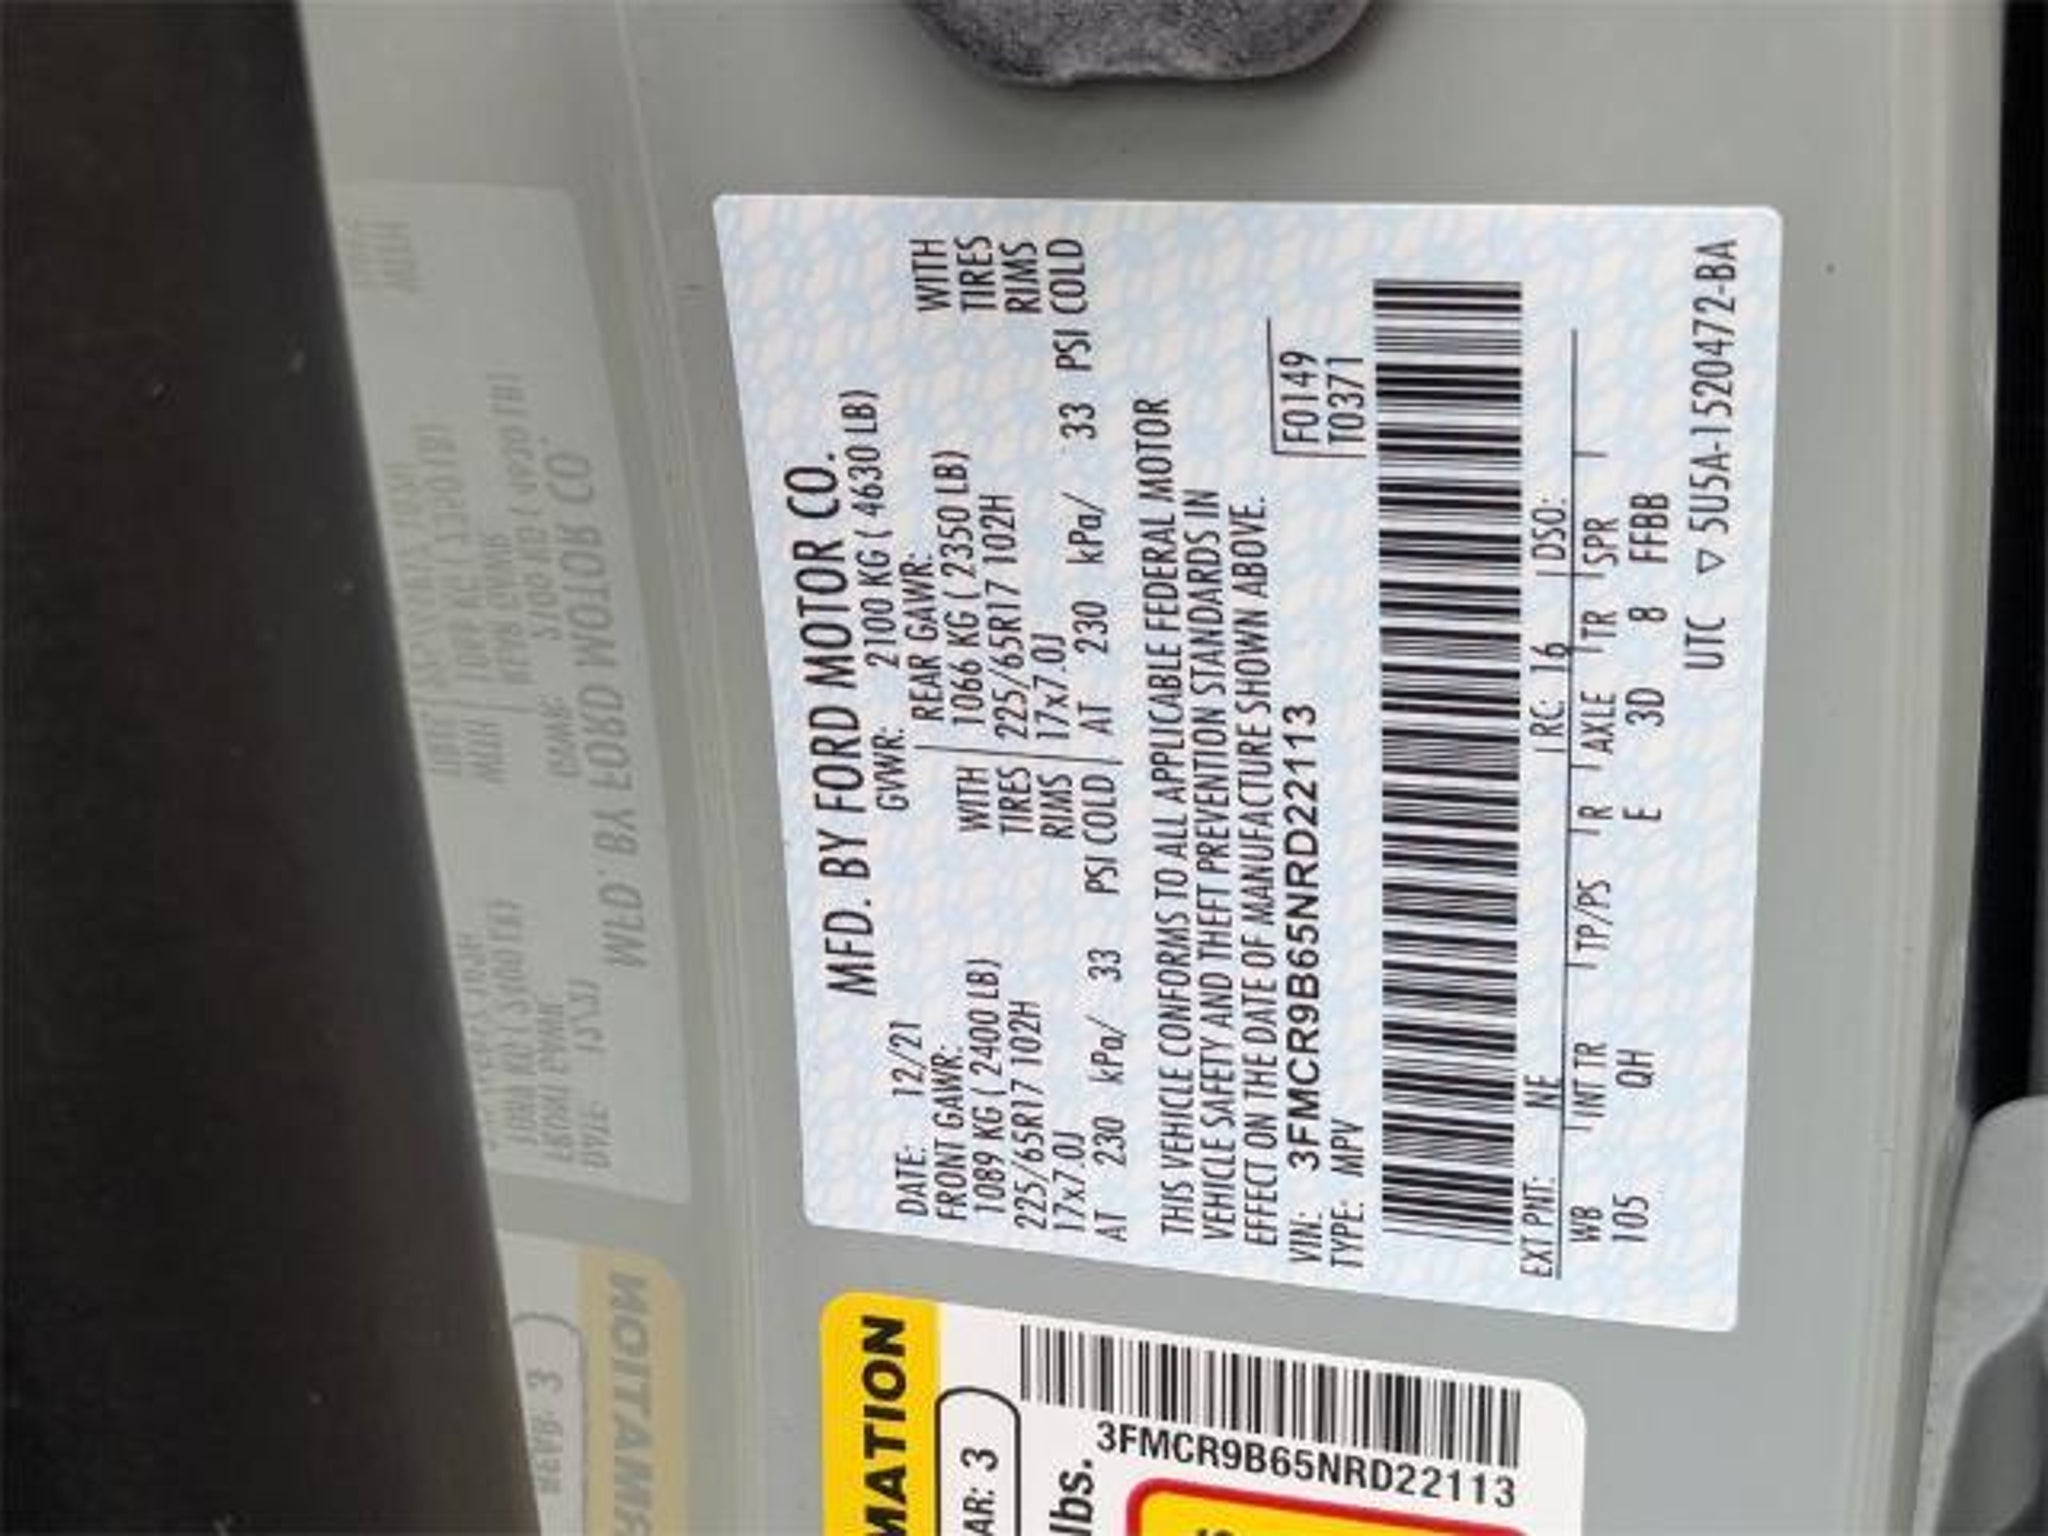 MFD. BY FORD MOTOR CO.
DATE: 12/21 GVWR: 2100 KG ( 4630 LB)
FRONT GAWR: REAR GAWR:
1089 KG ( 2400 LB) WITH 1066 KG ( 2350 LB) WITH
225/65R17 102H TIRES 225/65R17 102H TIRES
17x7.0J RIMS 17x7.0J RIMS
AT 230 kPa/ 33 PSI COLD AT 230 kPa/ 33 PSI COLD
THIS VEHICLE CONFORMS TO ALL APPLICABLE FEDERAL MOTOR
VEHICLE SAFETY AND THEFT PREVENTION STANDARDS IN
EFFECT ON THE DATE OF MANUFACTURE SHOWN ABOVE.
VIN: 3FMCR9B65NRD22113 F0149
TYPE: MPV T0371
EXT PNT: NE RC: 16 DSO:
WB INT TR TP/PS R AXLE TR SPR
105 QH E 3D 8 FFBB
UTC ▽ 5U5A-1520472-BA
MATION
AR: 3
lbs.
3FMCR9B65NRD22113